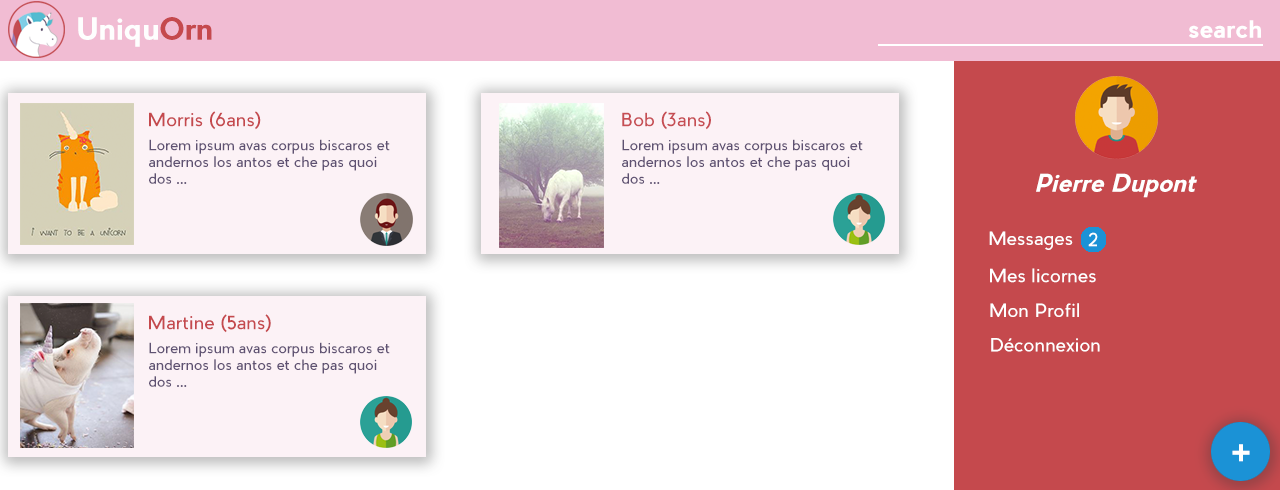 UniquOrn
search
Morris (6ans)
Lorem ipsum avas corpus biscaros et
andernos los antos et che pas quoi
dos ...
I WANT TO BE A UNICORN
Bob (3ans)
Lorem ipsum avas corpus biscaros et
andernos los antos et che pas quoi
dos ...
Martine (5ans)
Lorem ipsum avas corpus biscaros et
andernos los antos et che pas quoi
dos ...
Pierre Dupont
Messages 2
Mes licornes
Mon Profil
Déconnexion
+